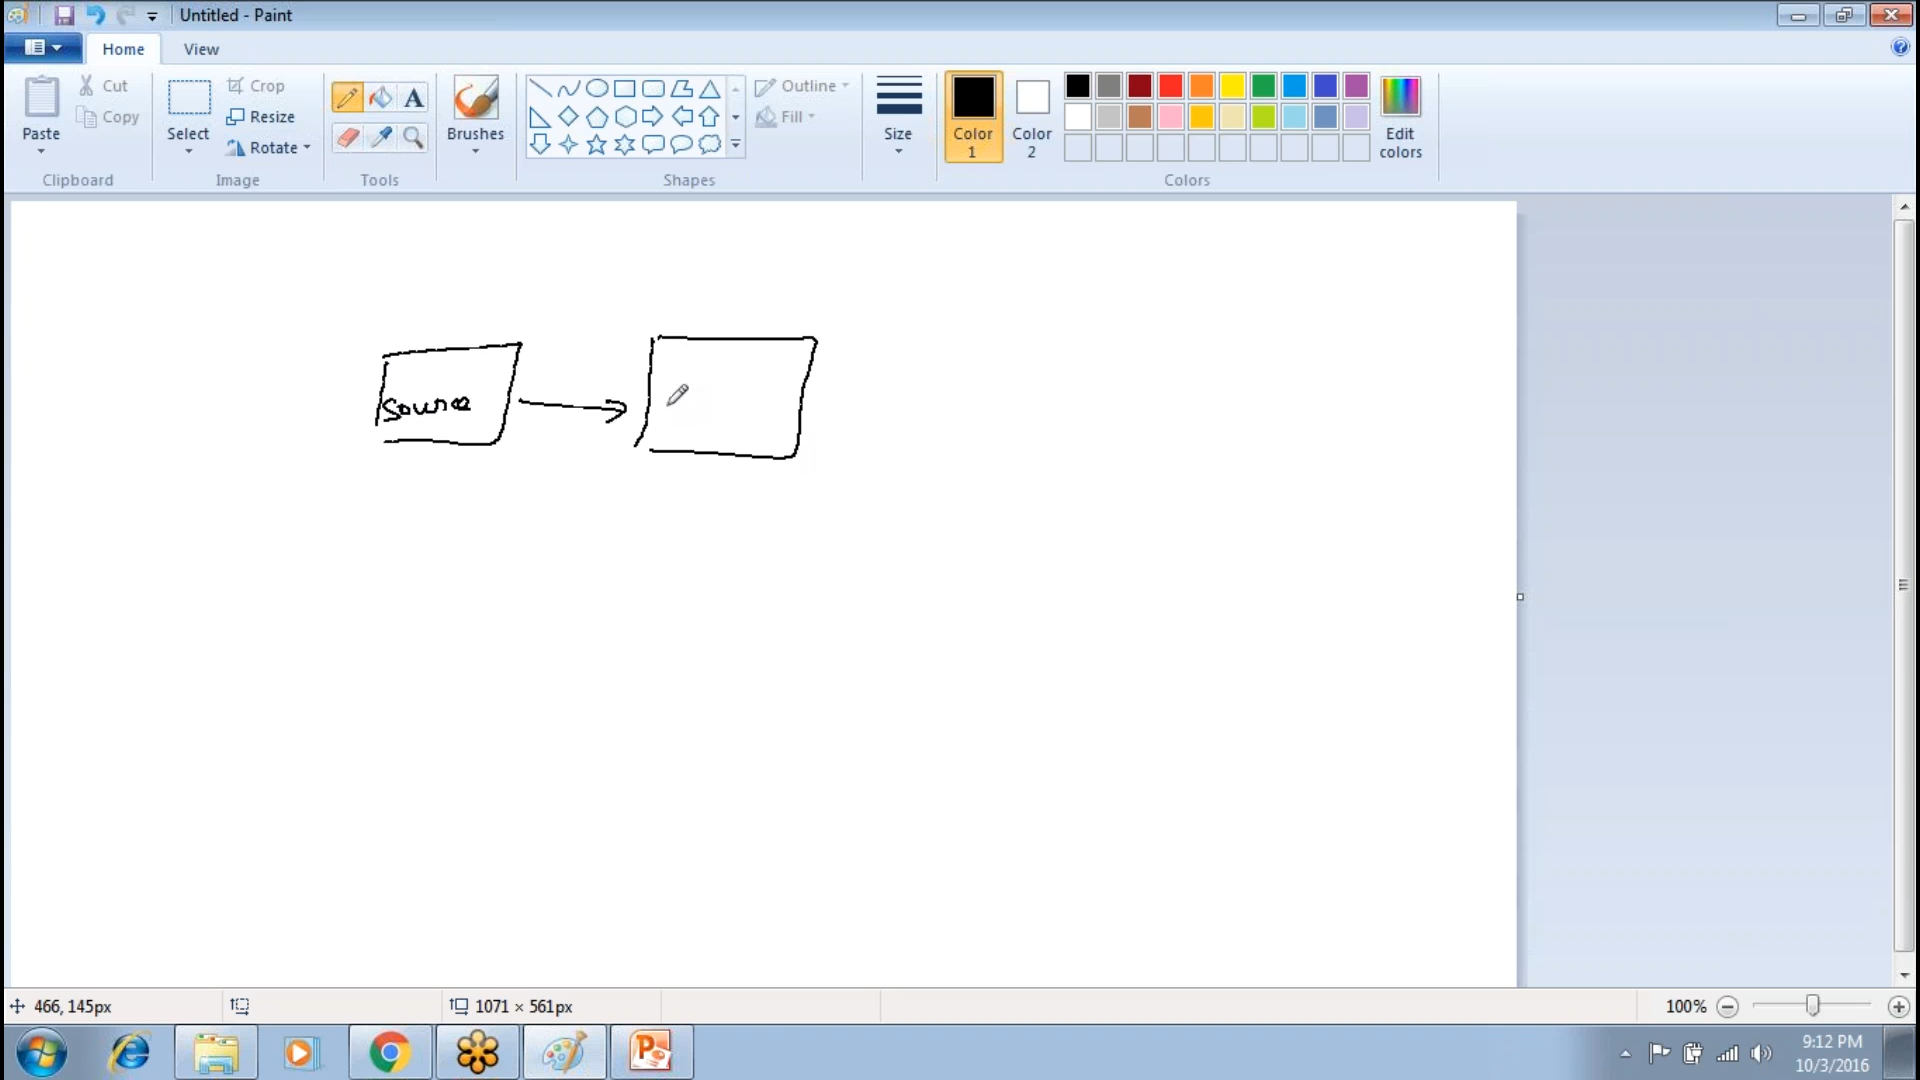 Untitled - Paint
Home
View
Paste
Cut
Copy
Clipboard
Select
Crop
Resize
Rotate
Image
A
Tools
Brushes
Shapes
Outline
Fill
Size
Color
1
Color
2
Edit
colors
Colors
Source
466, 145px
1071 × 561px
100%
9:12 PM
10/3/2016